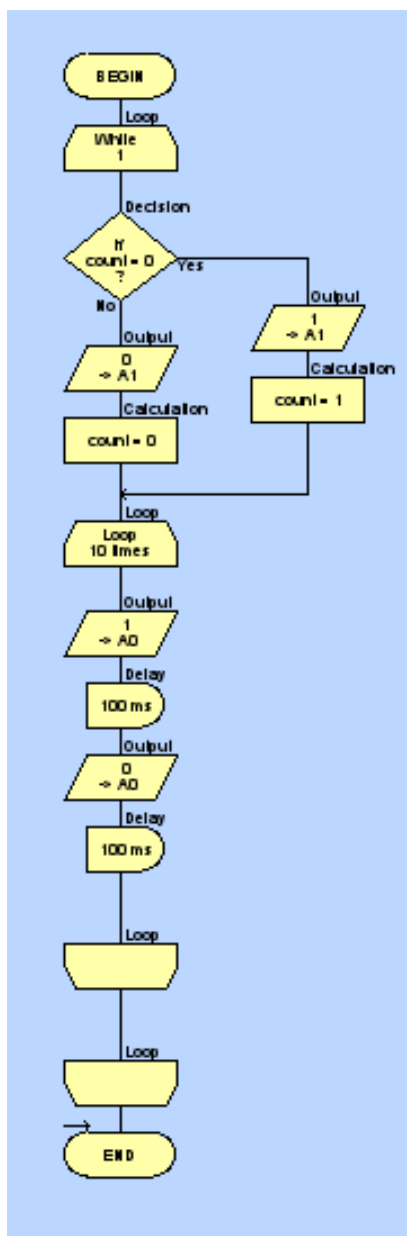 BEGIN
Loop
While
1
Decision
If
count = 0
?
Yes
No
Output
0
-> A1
Calculation
count = 0
Output
1
-> A1
Calculation
count = 1
Loop
Loop
10 times
Output
1
-> A0
Delay
100 ms
Output
0
-> A0
Delay
100 ms
Loop
Loop
END